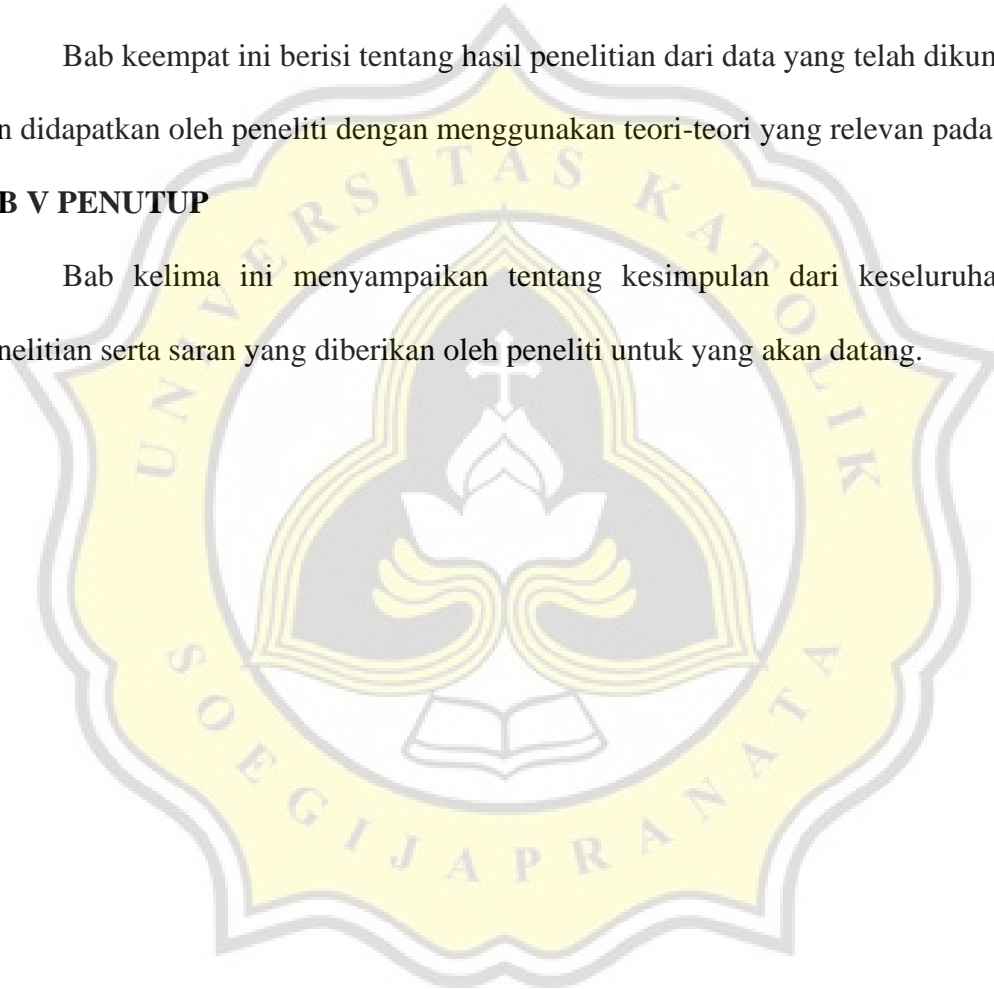 Bab keempat ini berisi tentang hasil penelitian dari data yang telah dikum
n didapatkan oleh peneliti dengan menggunakan teori-teori yang relevan pada
B V PENUTUP
Bab kelima ini menyampaikan tentang kesimpulan dari keseluruha
nelitian serta saran yang diberikan oleh peneliti untuk yang akan datang.
UNIVERSITAS KATOLIK
SOEGIJAPRANATA